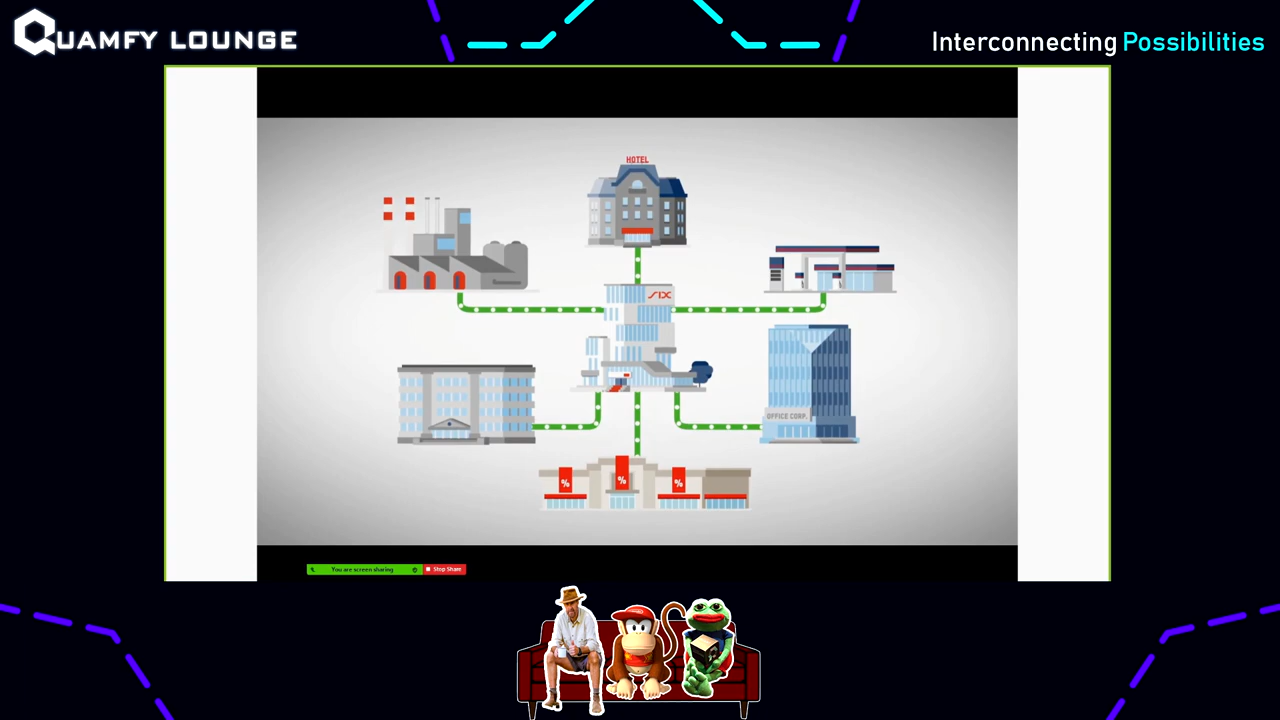 QUAMFY LOUNGE
Interconnecting Possibilities
HOTEL
SIX
OFFICE CORP.
%
%
%
You are screen sharing
Stop Share